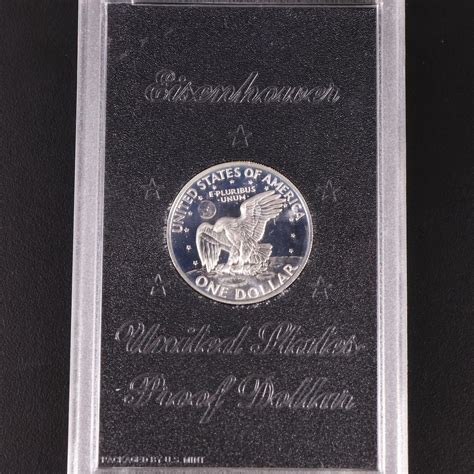 Eisenhower
UNITED STATES OF AMERICA
E·PLURIBUS
UNUM
ONE DOLLAR
United States
Proof Dollar
PACKAGED BY U.S. MINT